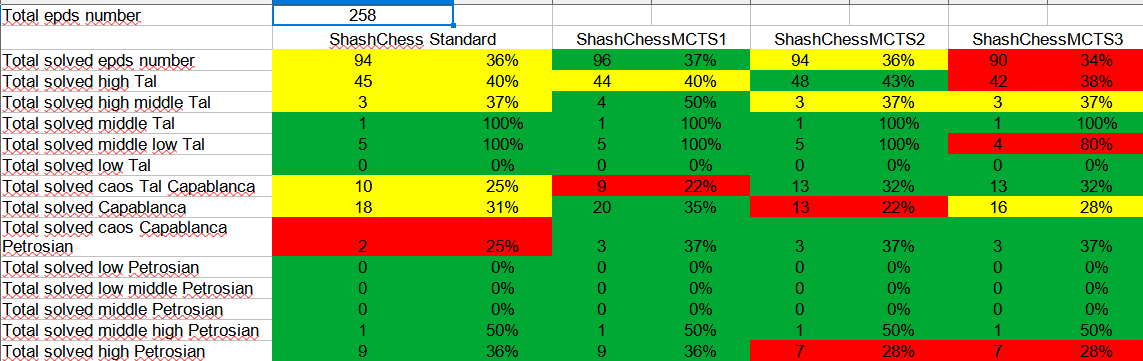 Total epds number 258
ShashChess Standard ShashChessMCTS1 ShashChessMCTS2 ShashChessMCTS3
Total solved epds number 94 36% 96 37% 94 36% 90 34%
Total solved high Tal 45 40% 44 40% 48 43% 42 38%
Total solved high middle Tal 3 37% 4 50% 3 37% 3 37%
Total solved middle Tal 1 100% 1 100% 1 100% 1 100%
Total solved middle low Tal 5 100% 5 100% 5 100% 4 80%
Total solved low Tal 0 0% 0 0% 0 0% 0 0%
Total solved caos Tal Capablanca 10 25% 9 22% 13 32% 13 32%
Total solved Capablanca 18 31% 20 35% 13 22% 16 28%
Total solved caos Capablanca
Petrosian 2 25% 3 37% 3 37% 3 37%
Total solved low Petrosian 0 0% 0 0% 0 0% 0 0%
Total solved low middle Petrosian 0 0% 0 0% 0 0% 0 0%
Total solved middle Petrosian 0 0% 0 0% 0 0% 0 0%
Total solved middle high Petrosian 1 50% 1 50% 1 50% 1 50%
Total solved high Petrosian 9 36% 9 36% 7 28% 7 28%